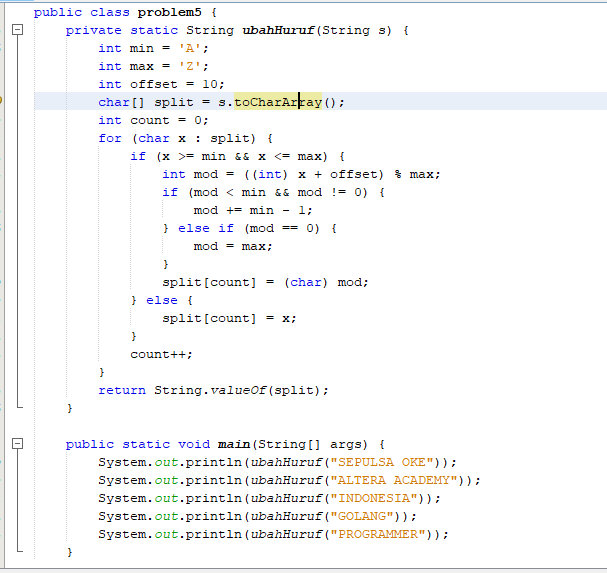 public class problem5 {
    private static String ubahHuruf(String s) {
        int min = 'A';
        int max = 'Z';
        int offset = 10;
        char[] split = s.toCharArray();
        int count = 0;
        for (char x : split) {
            if (x >= min && x <= max) {
                int mod = ((int) x + offset) % max;
                if (mod < min && mod != 0) {
                    mod += min - 1;
                } else if (mod == 0) {
                    mod = max;
                }
                split[count] = (char) mod;
            } else {
                split[count] = x;
            }
            count++;
        }
        return String.valueOf(split);
    }

    public static void main(String[] args) {
        System.out.println(ubahHuruf("SEPULSA OKE"));
        System.out.println(ubahHuruf("ALTERA ACADEMY"));
        System.out.println(ubahHuruf("INDONESIA"));
        System.out.println(ubahHuruf("GOLANG"));
        System.out.println(ubahHuruf("PROGRAMMER"));
    }